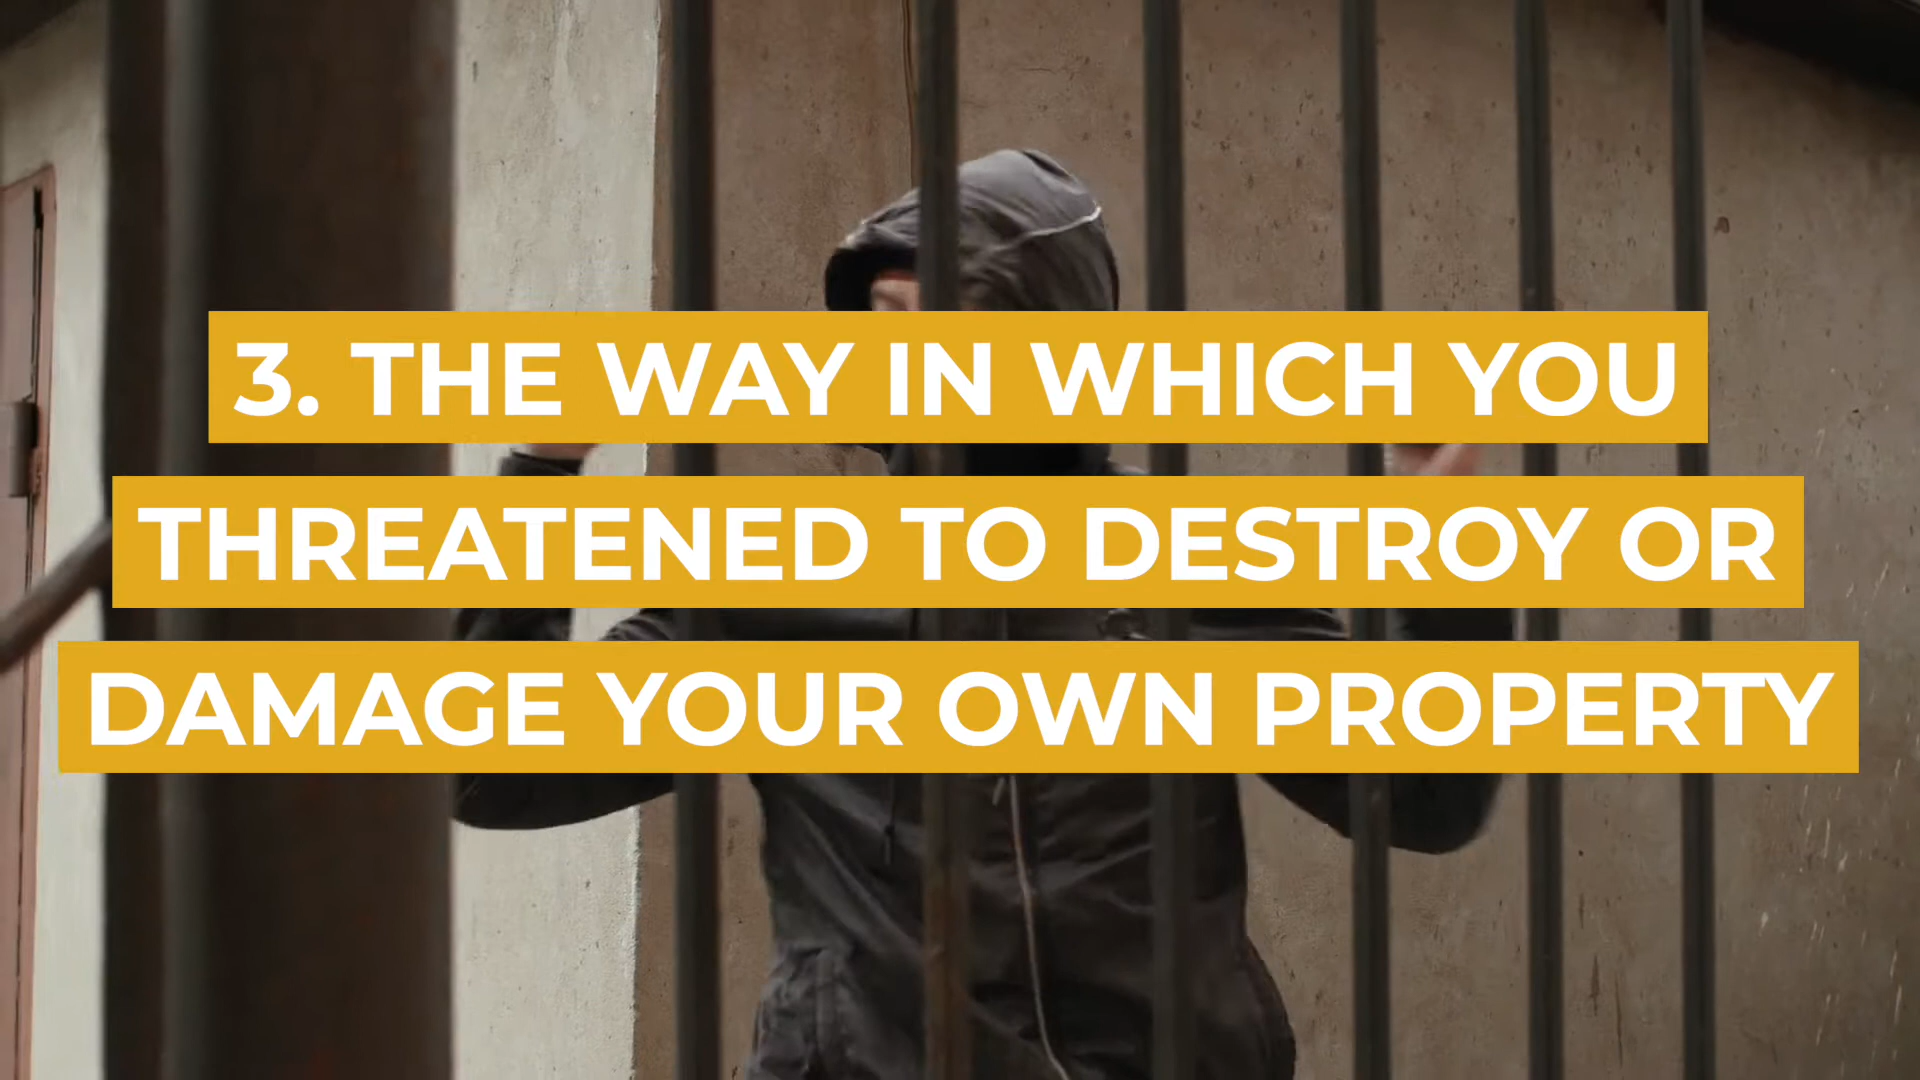 3. THE WAY IN WHICH YOU
THREATENED TO DESTROY OR
DAMAGE YOUR OWN PROPERTY